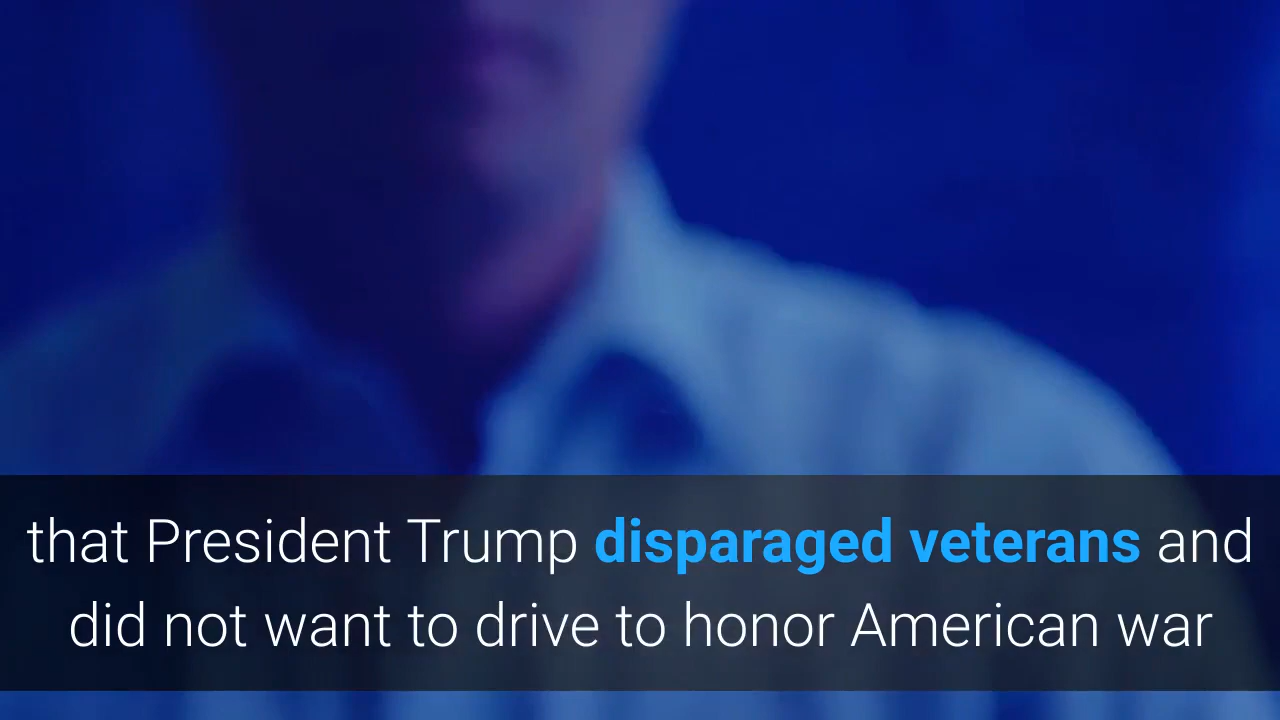 that President Trump disparaged veterans and
did not want to drive to honor American war